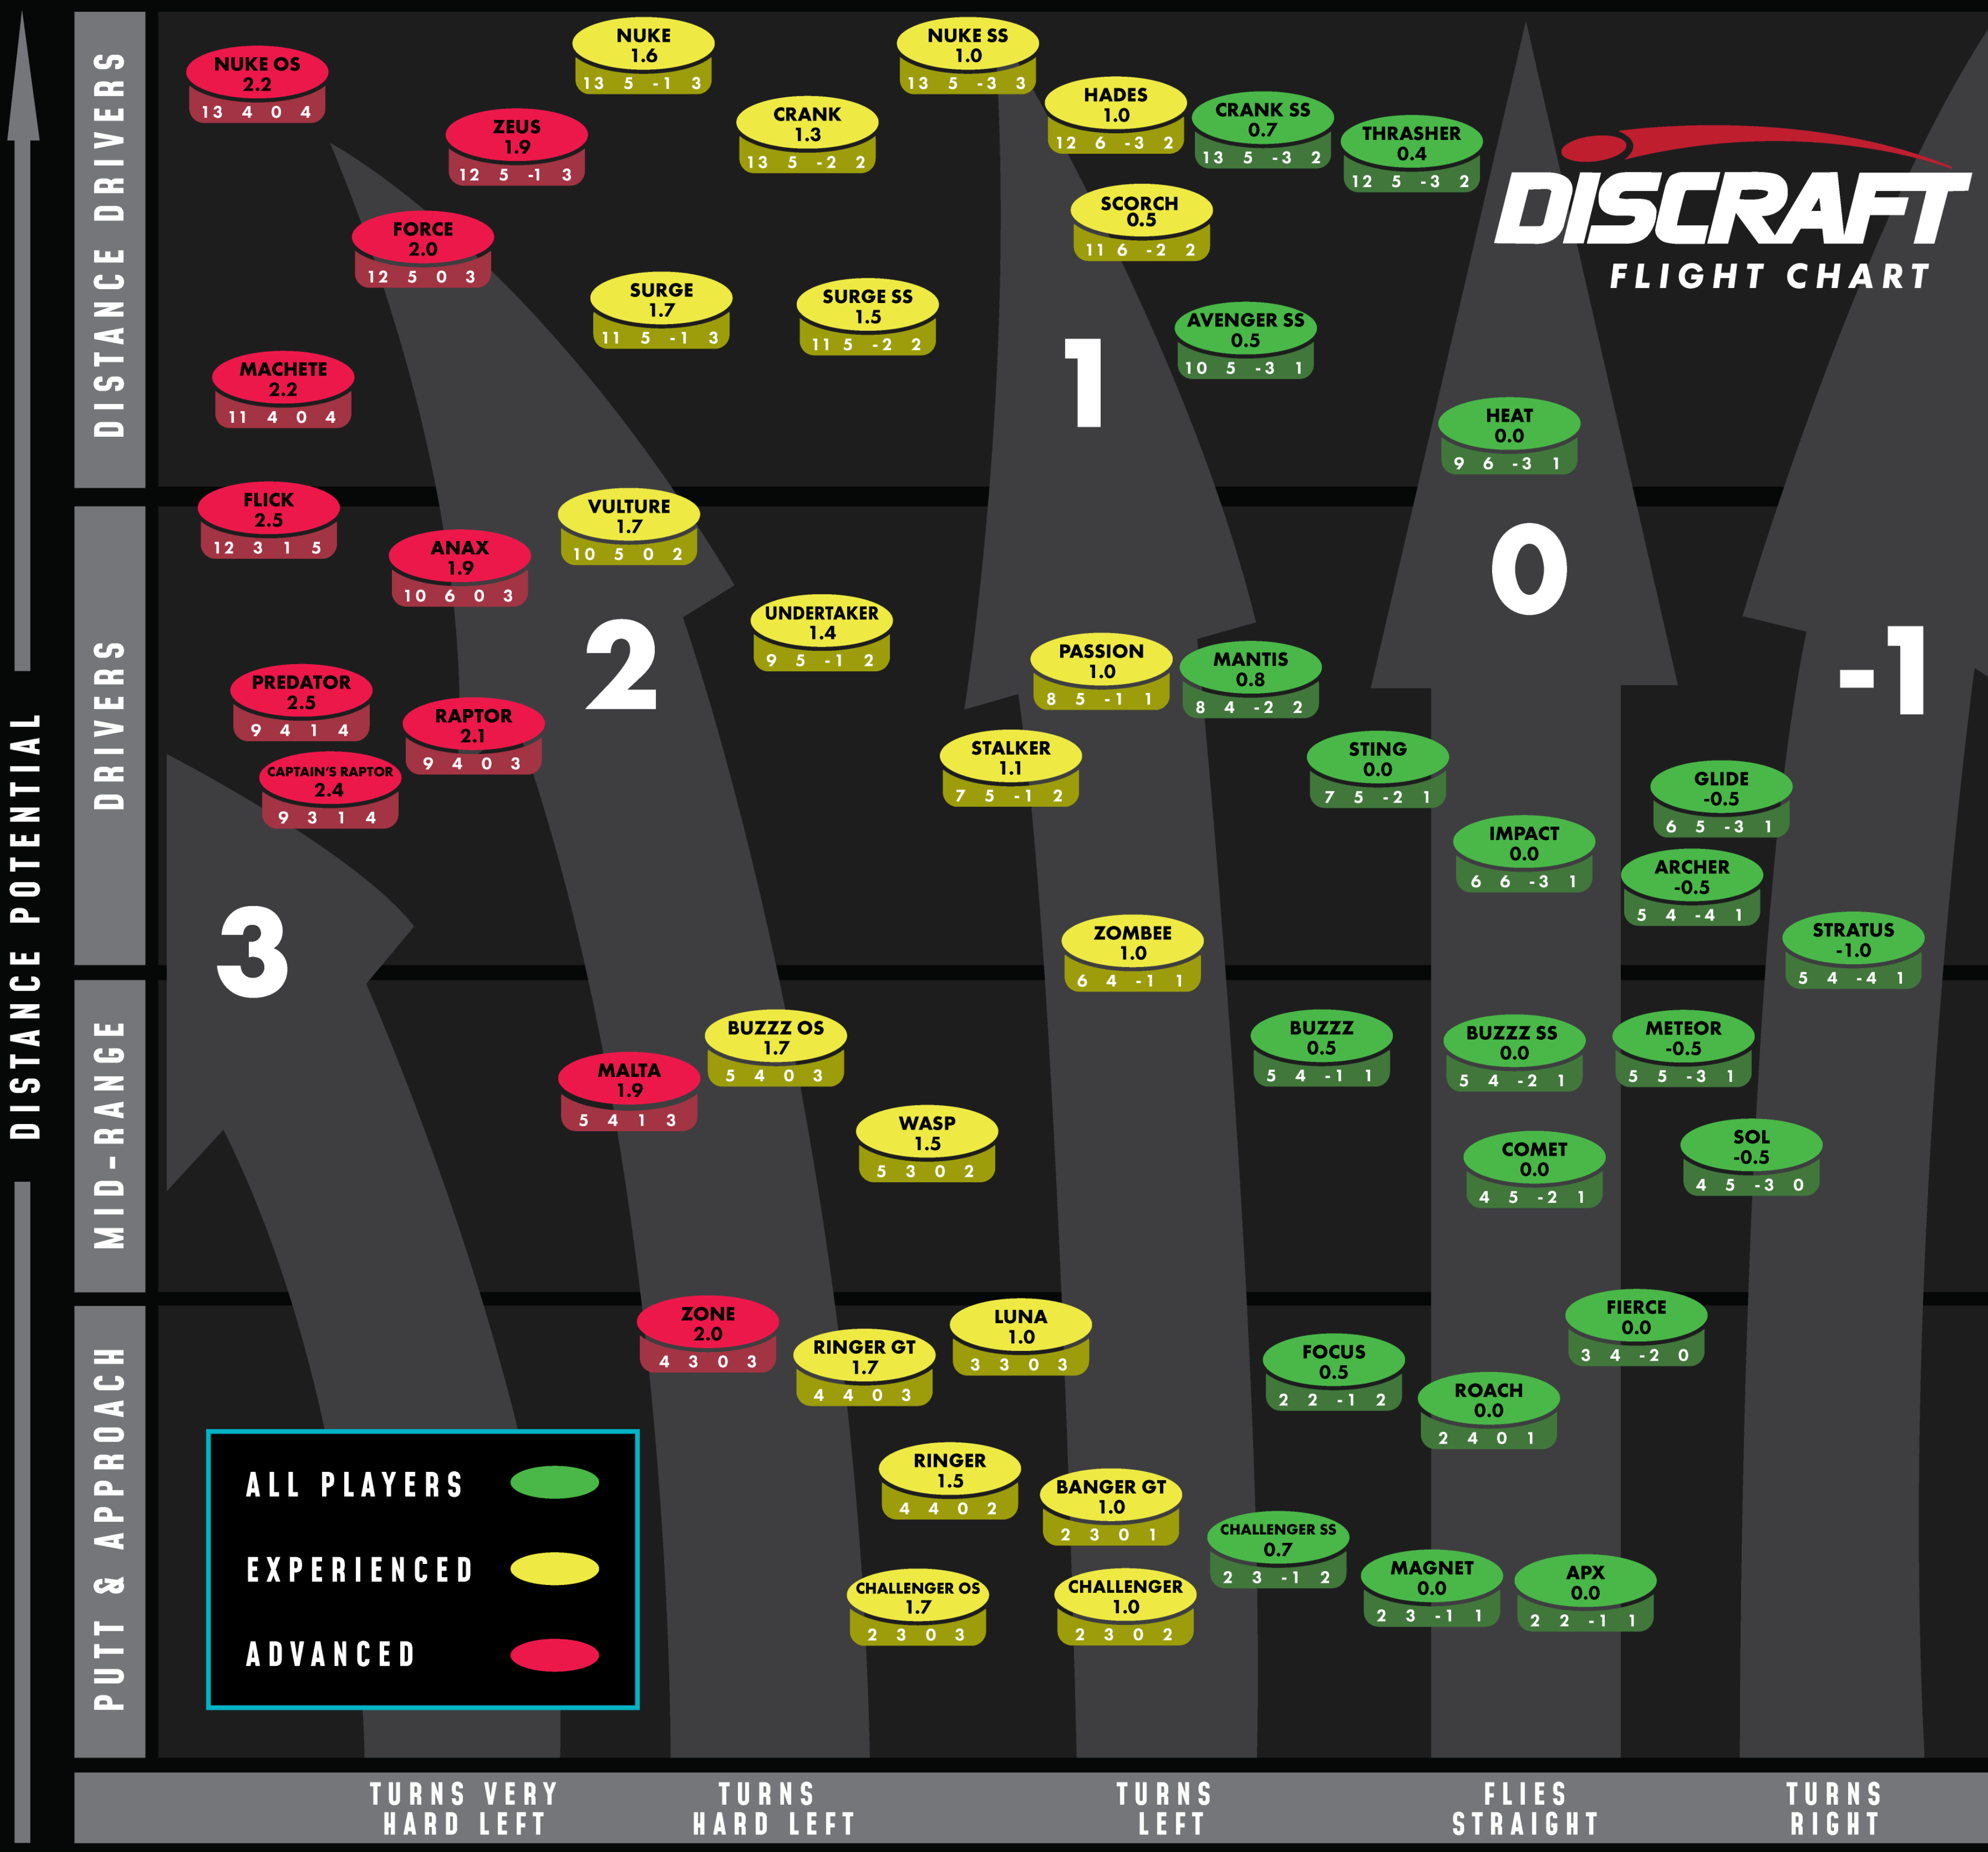 DISCRAFT
FLIGHT CHART
DISTANCE POTENTIAL
DISTANCE DRIVERS
NUKE OS
2.2
13 4 0 4
ZEUS
1.9
12 5 -1 3
NUKE
1.6
13 5 -1 3
CRANK
1.3
13 5 -2 2
NUKE SS
1.0
13 5 -3 3
HADES
1.0
12 6 -3 2
CRANK SS
0.7
13 5 -3 2
THRASHER
0.4
12 5 -3 2
FORCE
2.0
12 5 0 3
SCORCH
0.5
11 6 -2 2
SURGE
1.7
11 5 -1 3
SURGE SS
1.5
11 5 -2 2
AVENGER SS
0.5
10 5 -3 1
MACHETE
2.2
11 4 0 4
1
HEAT
0.0
9 6 -3 1
DRIVERS
FLICK
2.5
12 3 1 5
ANAX
1.9
10 6 0 3
VULTURE
1.7
10 5 0 2
0
UNDERTAKER
1.4
9 5 -1 2
2
PASSION
1.0
8 5 -1 1
MANTIS
0.8
8 4 -2 2
-1
PREDATOR
2.5
9 4 1 4
RAPTOR
2.1
9 4 0 3
CAPTAIN'S RAPTOR
2.4
9 3 1 4
STALKER
1.1
7 5 -1 2
STING
0.0
7 5 -2 1
GLIDE
-0.5
6 5 -3 1
IMPACT
0.0
6 6 -3 1
ARCHER
-0.5
5 4 -4 1
3
ZOMBEE
1.0
6 4 -1 1
STRATUS
-1.0
5 4 -4 1
MID-RANGE
MALTA
1.9
5 4 1 3
BUZZZ OS
1.7
5 4 0 3
BUZZZ
0.5
5 4 -1 1
BUZZZ SS
0.0
5 4 -2 1
METEOR
-0.5
5 5 -3 1
WASP
1.5
5 3 0 2
COMET
0.0
4 5 -2 1
SOL
-0.5
4 5 -3 0
PUTT & APPROACH
ZONE
2.0
4 3 0 3
RINGER GT
1.7
4 4 0 3
LUNA
1.0
3 3 0 3
FOCUS
0.5
2 2 -1 2
FIERCE
0.0
3 4 -2 0
ROACH
0.0
2 4 0 1
RINGER
1.5
4 4 0 2
BANGER GT
1.0
2 3 0 1
CHALLENGER SS
0.7
2 3 -1 2
CHALLENGER OS
1.7
2 3 0 3
CHALLENGER
1.0
2 3 0 2
MAGNET
0.0
2 3 -1 1
APX
0.0
2 2 -1 1
ALL PLAYERS
EXPERIENCED
ADVANCED
TURNS VERY
HARD LEFT
TURNS
HARD LEFT
TURNS
LEFT
FLIES
STRAIGHT
TURNS
RIGHT